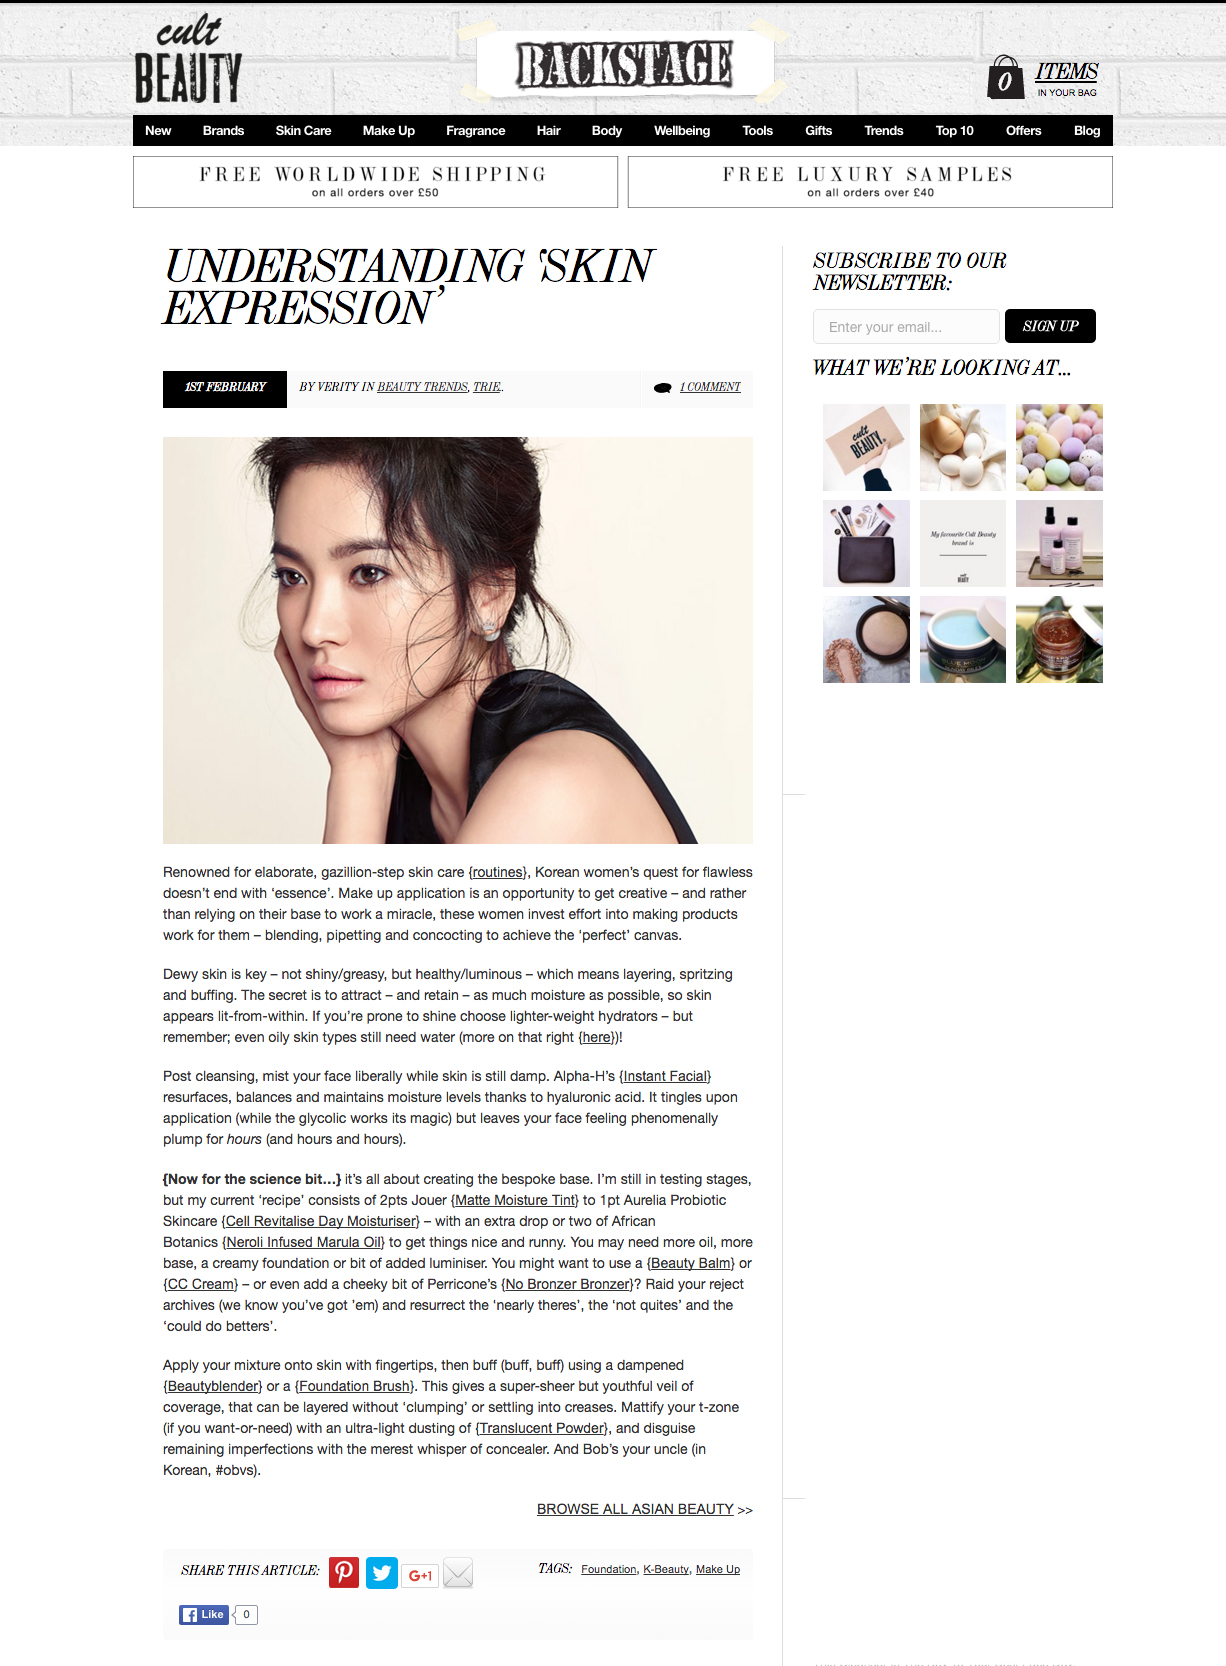 cult
BEAUTY
BACKSTAGE
0
ITEMS
IN YOUR BAG
New Brands Skin Care Make Up Fragrance Hair Body Wellbeing Tools Gifts Trends Top 10 Offers Blog
FREE WORLDWIDE SHIPPING
on all orders over £50
FREE LUXURY SAMPLES
on all orders over £40
UNDERSTANDING ‘SKIN
EXPRESSION’
1ST FEBRUARY
BY VERITY IN BEAUTY TRENDS, TRIE..
1 COMMENT
Renowned for elaborate, gazillion-step skin care {routines}, Korean women’s quest for flawless
doesn’t end with ‘essence’. Make up application is an opportunity to get creative – and rather
than relying on their base to work a miracle, these women invest effort into making products
work for them – blending, pipetting and concocting to achieve the ‘perfect’ canvas.
Dewy skin is key – not shiny/greasy, but healthy/luminous – which means layering, spritzing
and buffing. The secret is to attract – and retain – as much moisture as possible, so skin
appears lit-from-within. If you’re prone to shine choose lighter-weight hydrators – but
remember; even oily skin types still need water (more on that right {here})!
Post cleansing, mist your face liberally while skin is still damp. Alpha-H’s {Instant Facial}
resurfaces, balances and maintains moisture levels thanks to hyaluronic acid. It tingles upon
application (while the glycolic works its magic) but leaves your face feeling phenomenally
plump for hours (and hours and hours).
{Now for the science bit…} it’s all about creating the bespoke base. I’m still in testing stages,
but my current ‘recipe’ consists of 2pts Jouer {Matte Moisture Tint} to 1pt Aurelia Probiotic
Skincare {Cell Revitalise Day Moisturiser} – with an extra drop or two of African
Botanics {Neroli Infused Marula Oil} to get things nice and runny. You may need more oil, more
base, a creamy foundation or bit of added luminiser. You might want to use a {Beauty Balm} or
{CC Cream} – or even add a cheeky bit of Perricone’s {No Bronzer Bronzer}? Raid your reject
archives (we know you’ve got ’em) and resurrect the ‘nearly theres’, the ‘not quites’ and the
‘could do betters’.
Apply your mixture onto skin with fingertips, then buff (buff, buff) using a dampened
{Beautyblender} or a {Foundation Brush}. This gives a super-sheer but youthful veil of
coverage, that can be layered without ‘clumping’ or settling into creases. Mattify your t-zone
(if you want-or-need) with an ultra-light dusting of {Translucent Powder}, and disguise
remaining imperfections with the merest whisper of concealer. And Bob’s your uncle (in
Korean, #obvs).
BROWSE ALL ASIAN BEAUTY >>
SHARE THIS ARTICLE:
G+1
TAGS: Foundation, K-Beauty, Make Up
Like 0
SUBSCRIBE TO OUR
NEWSLETTER:
Enter your email...
SIGN UP
WHAT WE’RE LOOKING AT…
cult
BEAUTY
My favourite Cult Beauty
brand is
cult
BEAUTY
BLUE MOON